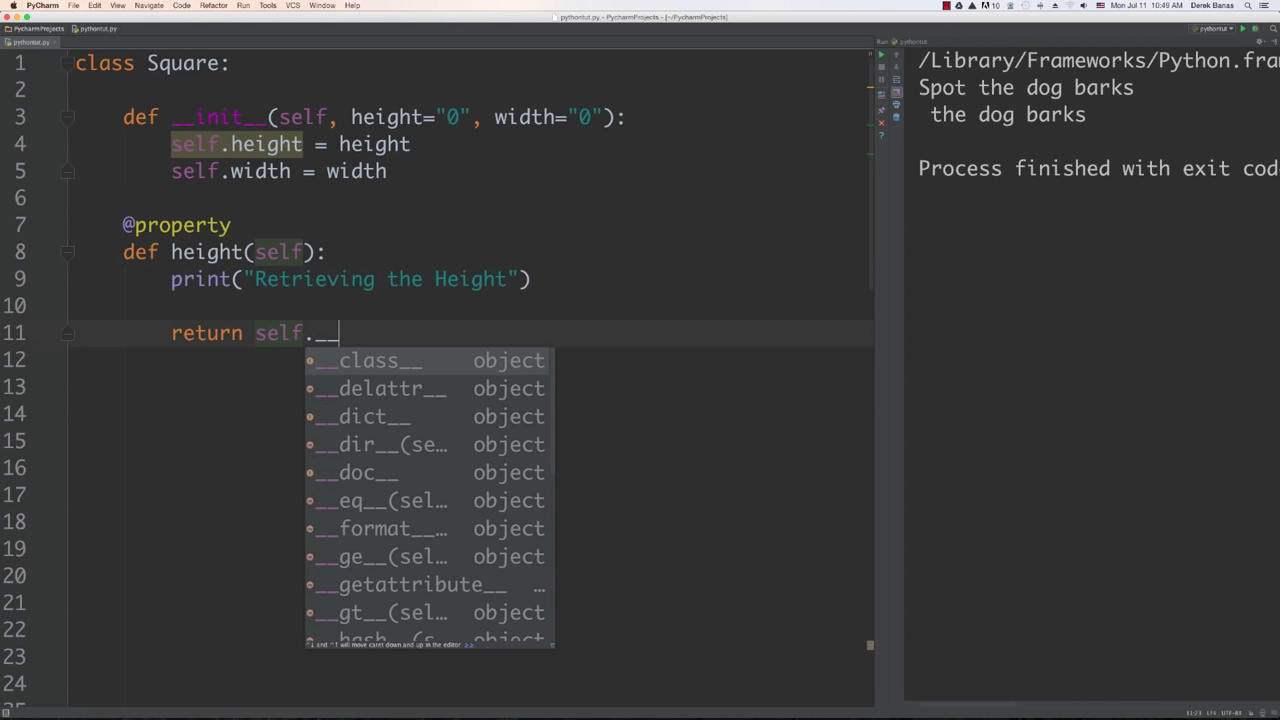 PyCharm File Edit View Navigate Code Refactor Run Tools VCS Window Help
10 Mon Jul 11 10:49 AM Derek Banas
pythontut.py - PycharmProjects - [~/PycharmProjects]
PycharmProjects pythontut.py
pythontut
pythontut.py
Run pythontut
1 class Square:
2
3 def __init__(self, height="0", width="0"):
4 self.height = height
5 self.width = width
6
7 @property
8 def height(self):
9 print("Retrieving the Height")
10
11 return self.__
12
13
14
15
16
17
18
19
20
21
22
23
24
__class__ object
__delattr__ object
__dict__ object
__dir__(se… object
__doc__ object
__eq__(sel… object
__format__… object
__ge__(sel… object
__getattribute__ …
__gt__(sel… object
__hash__(s… object
^↓ and ^↑ will move caret down and up in the editor >>
/Library/Frameworks/Python.fra
Spot the dog barks
the dog barks
Process finished with exit cod
11:23 LF÷ UTF-8÷